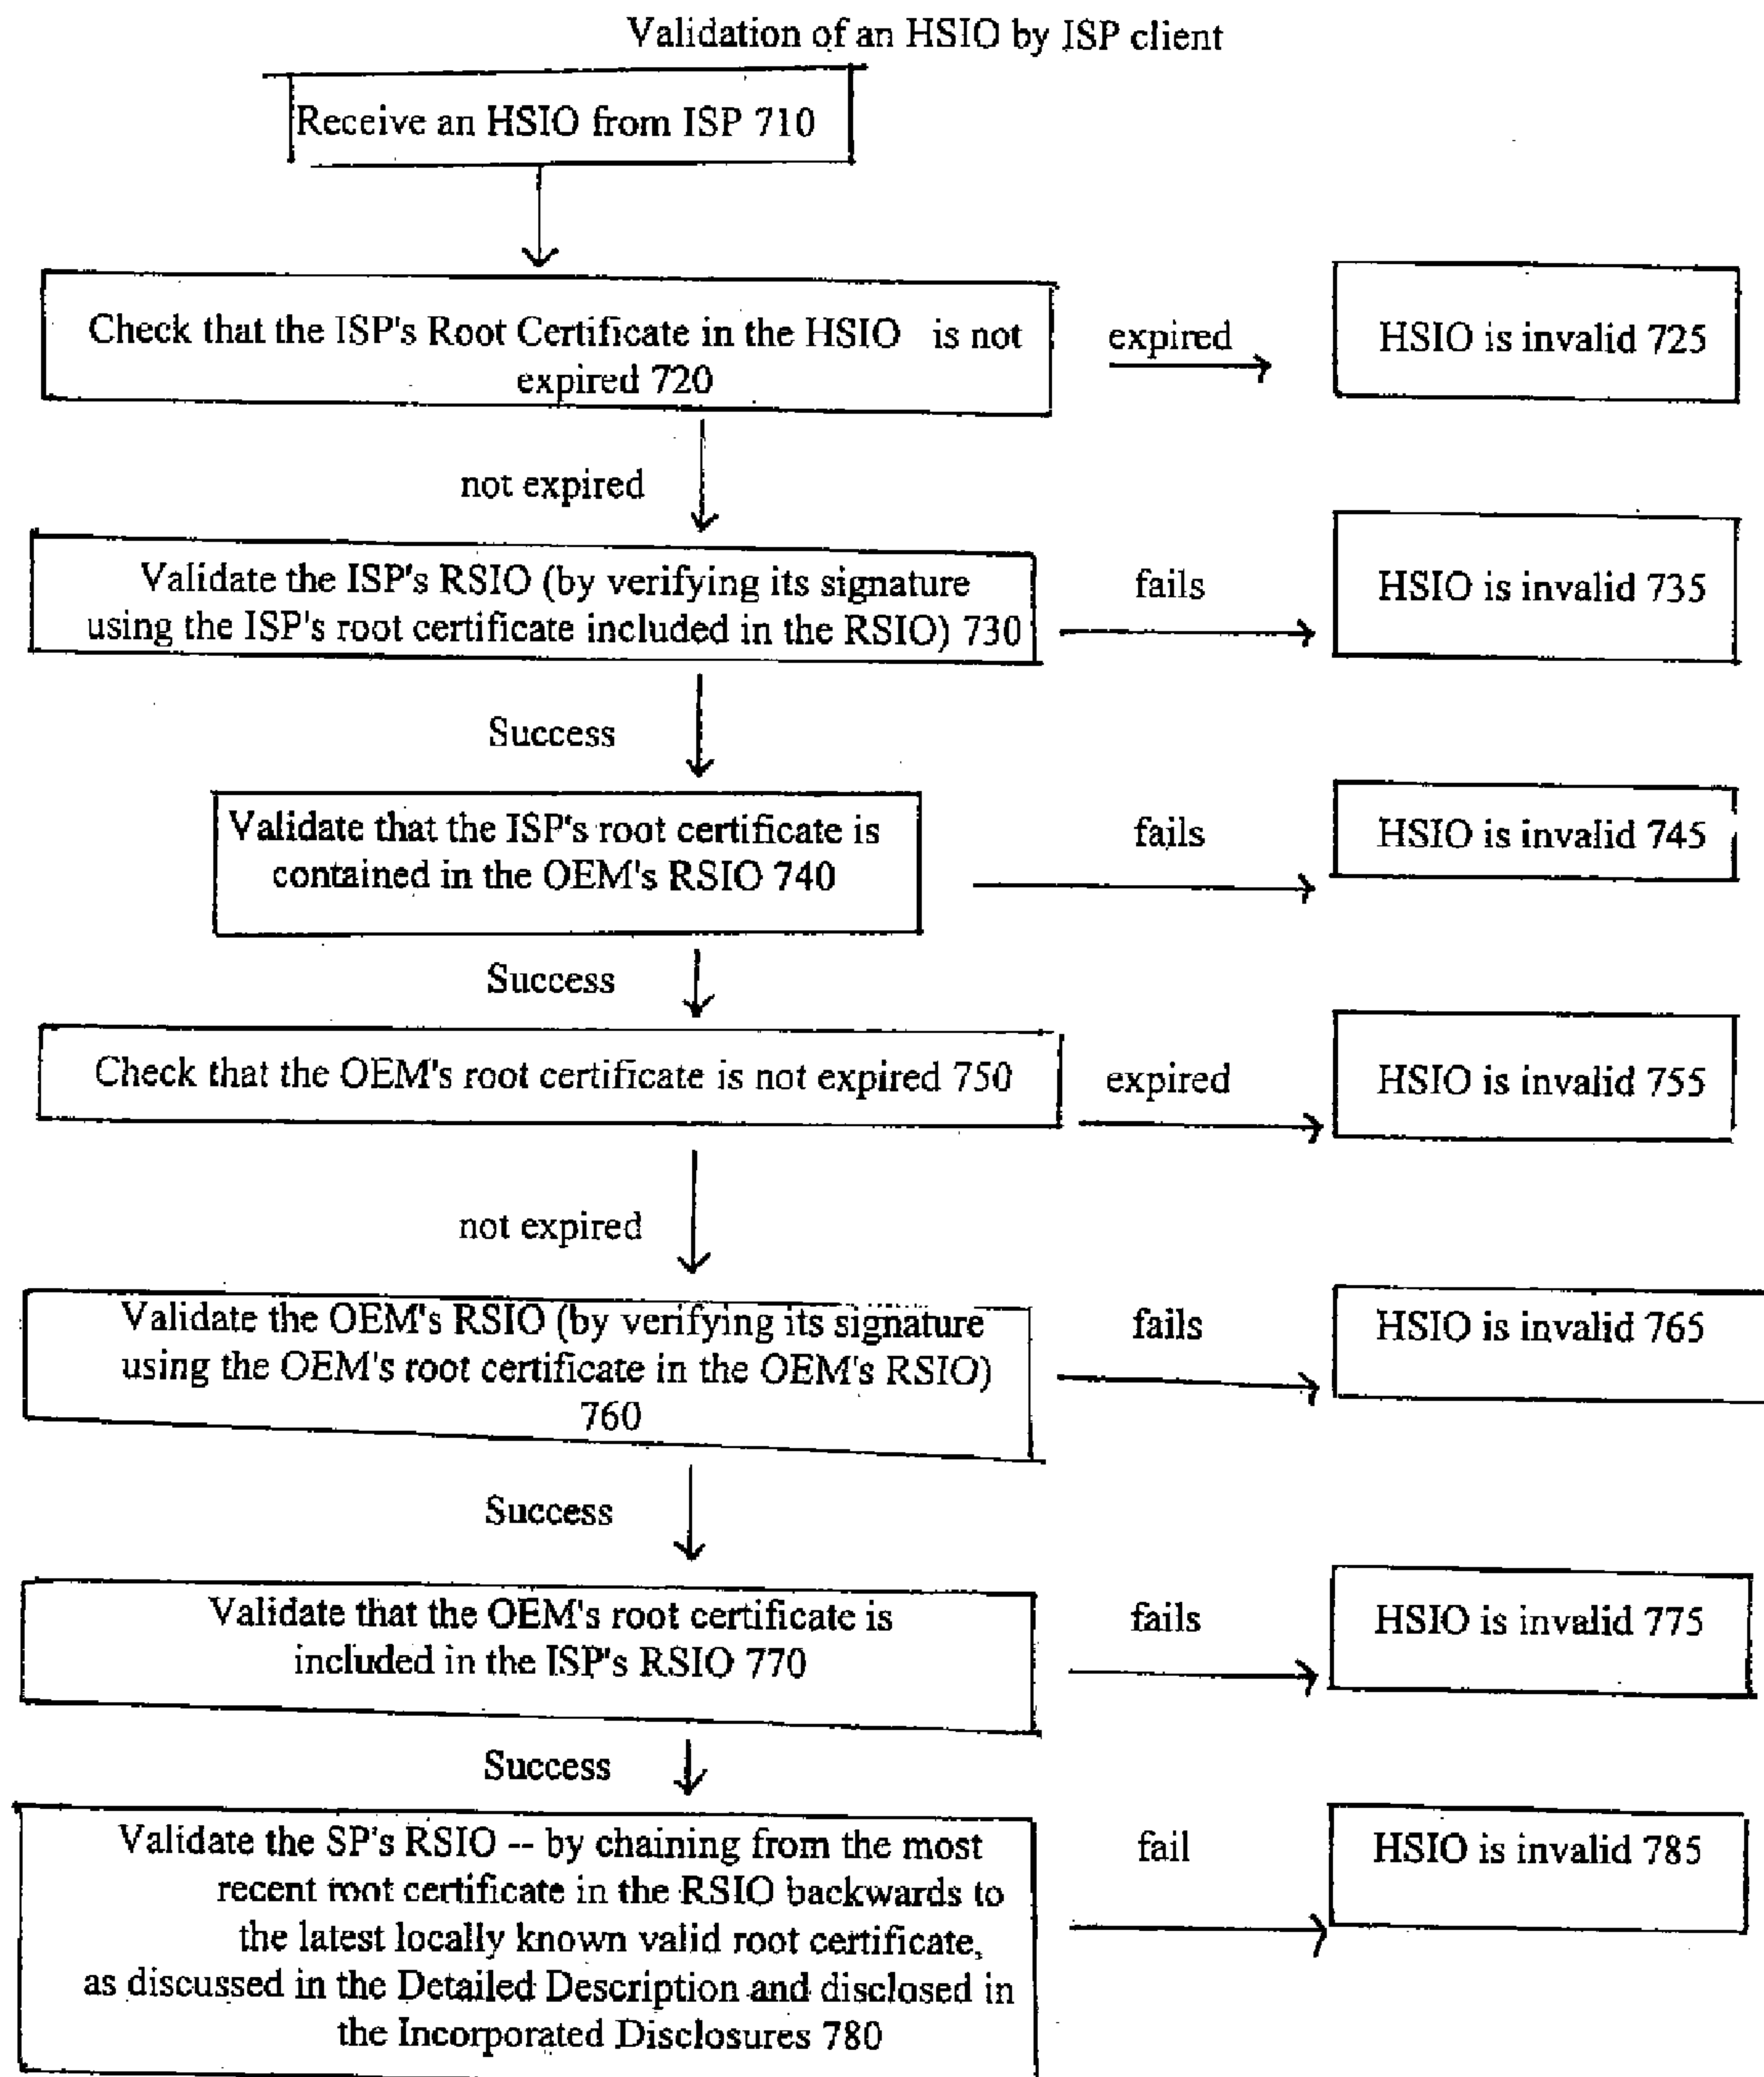 Validation of an HSIO by ISP client
Receive an HSIO from ISP 710
Check that the ISP's Root Certificate in the HSIO is not
expired 720
expired
HSIO is invalid 725
not expired
Validate the ISP's RSIO (by verifying its signature
using the ISP's root certificate included in the RSIO) 730
fails
HSIO is invalid 735
Success
Validate that the ISP's root certificate is
contained in the OEM's RSIO 740
fails
HSIO is invalid 745
Success
Check that the OEM's root certificate is not expired 750
expired
HSIO is invalid 755
not expired
Validate the OEM's RSIO (by verifying its signature
using the OEM's root certificate in the OEM's RSIO)
760
fails
HSIO is invalid 765
Success
Validate that the OEM's root certificate is
included in the ISP's RSIO 770
fails
HSIO is invalid 775
Success
Validate the SP's RSIO -- by chaining from the most
recent root certificate in the RSIO backwards to
the latest locally known valid root certificate,
as discussed in the Detailed Description and disclosed in
the Incorporated Disclosures 780
fail
HSIO is invalid 785